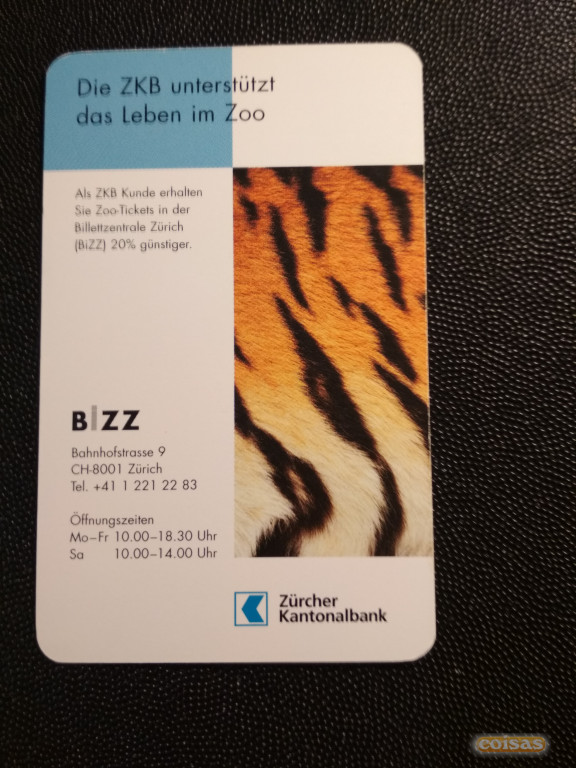 Die ZKB unterstützt
das Leben im Zoo
Als ZKB Kunde erhalten
Sie Zoo-Tickets in der
Billettzentrale Zürich
(BiZZ) 20% günstiger.
BIZZ
Bahnhofstrasse 9
CH-8001 Zürich
Tel. +41 1 221 22 83
Öffnungszeiten
Mo–Fr 10.00–18.30 Uhr
Sa 10.00–14.00 Uhr
Zürcher
Kantonalbank
coisas